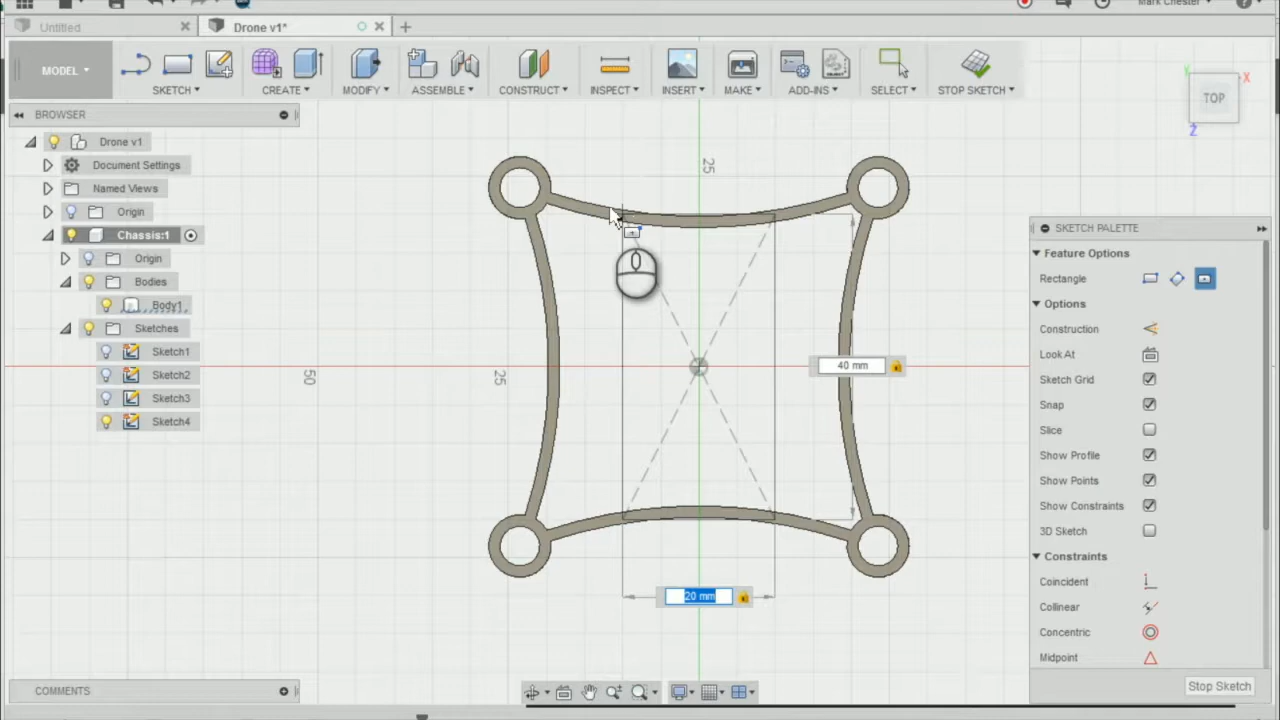 Mark Chester
Untitled
Drone v1*
MODEL
SKETCH
CREATE
MODIFY
ASSEMBLE
CONSTRUCT
INSPECT
INSERT
MAKE
ADD-INS
SELECT
STOP SKETCH
BROWSER
Drone v1
Document Settings
Named Views
Origin
Chassis:1
Origin
Bodies
Body1
Sketches
Sketch1
Sketch2
Sketch3
Sketch4
25
50
25
40 mm
20 mm
TOP
X
Y
Z
SKETCH PALETTE
Feature Options
Rectangle
Options
Construction
Look At
Sketch Grid
Snap
Slice
Show Profile
Show Points
Show Constraints
3D Sketch
Constraints
Coincident
Collinear
Concentric
Midpoint
Stop Sketch
COMMENTS